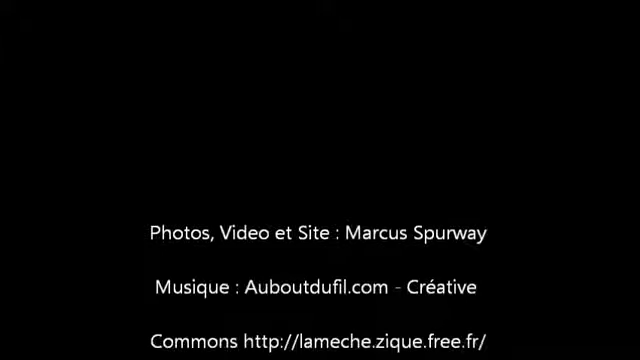 Photos, Video et Site : Marcus Spurway
Musique : Auboutdufil.com - Créative
Commons http://lameche.zique.free.fr/